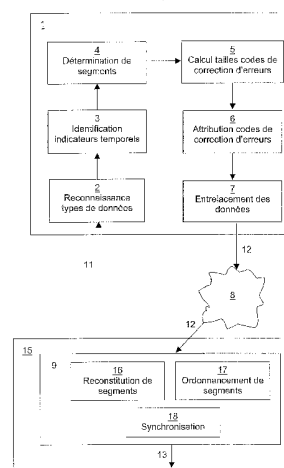 1
4
Détermination de
segments
5
Calcul tailles codes de
correction d'erreurs
3
Identification
indicateurs temporels
6
Attribution codes de
correction d'erreurs
2
Reconnaissance
types de données
7
Entrelacement des
données
11
12
8
12
15
9
16
Reconstitution de
segments
17
Ordonnancement de
segments
18
Synchronisation
13